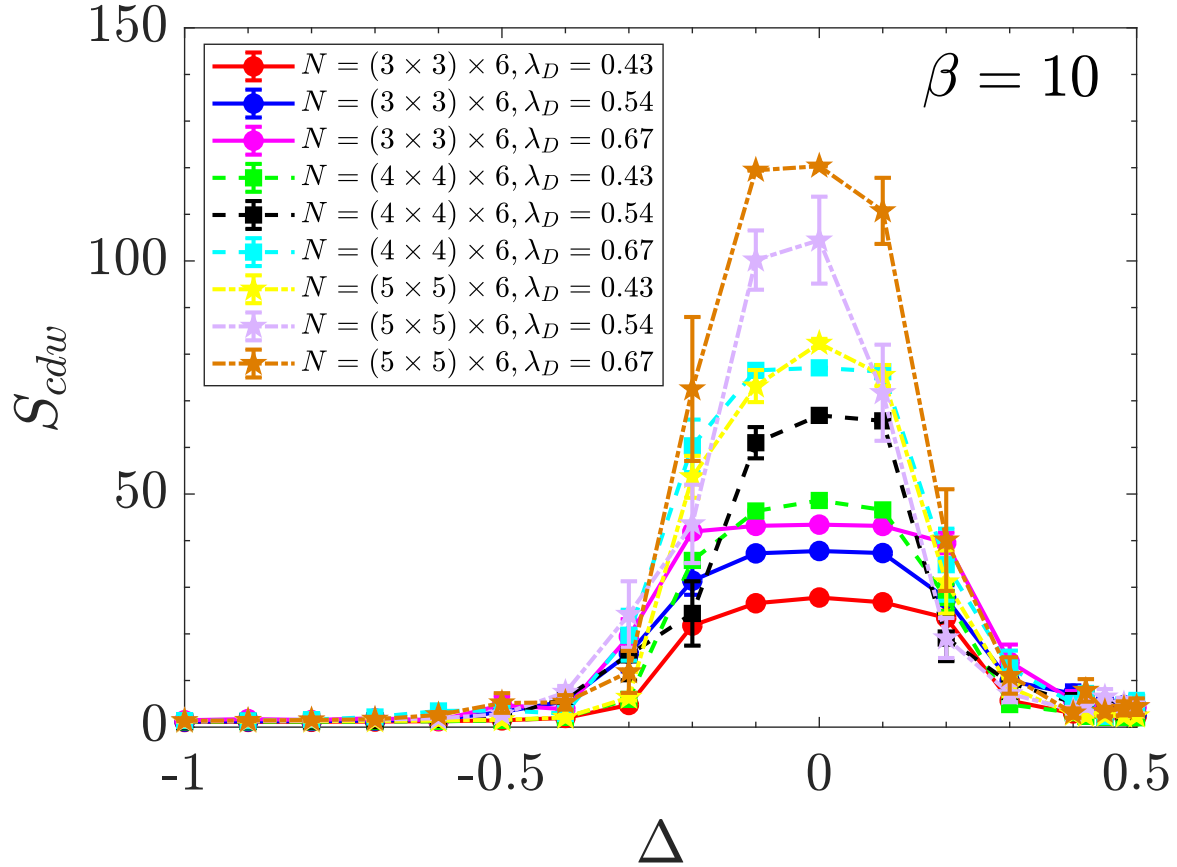 150
100
50
0
S_{cdw}
β = 10
N = (3 × 3) × 6, λ_D = 0.43
N = (3 × 3) × 6, λ_D = 0.54
N = (3 × 3) × 6, λ_D = 0.67
N = (4 × 4) × 6, λ_D = 0.43
N = (4 × 4) × 6, λ_D = 0.54
N = (4 × 4) × 6, λ_D = 0.67
N = (5 × 5) × 6, λ_D = 0.43
N = (5 × 5) × 6, λ_D = 0.54
N = (5 × 5) × 6, λ_D = 0.67
-1 -0.5 0 0.5
Δ